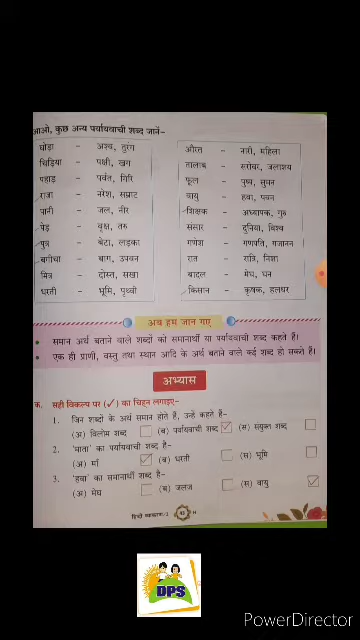 आओ, कुछ अन्य पर्यायवाची शब्द जानें-
घोड़ा - अश्व, तुरंग
चिड़िया - पक्षी, खग
पहाड़ - पर्वत, गिरि
राजा - नरेश, सम्राट
पानी - जल, नीर
पेड़ - वृक्ष, तरु
पुत्र - बेटा, लड़का
बगीचा - बाग, उपवन
मित्र - दोस्त, सखा
धरती - भूमि, पृथ्वी
औरत - नारी, महिला
तालाब - सरोवर, जलाशय
फूल - पुष्प, सुमन
वायु - हवा, पवन
शिक्षक - अध्यापक, गुरु
संसार - दुनिया, विश्व
गणेश - गणपति, गजानन
रात - रात्रि, निशा
बादल - मेघ, घन
किसान - कृषक, हलधर
अब हम जान गए
• समान अर्थ बताने वाले शब्दों को समानार्थी या पर्यायवाची शब्द कहते हैं।
• एक ही प्राणी, वस्तु तथा स्थान आदि के अर्थ बताने वाले कई शब्द हो सकते हैं।
अभ्यास
क. सही विकल्प पर (✓) का चिह्न लगाइए-
1. जिन शब्दों के अर्थ समान होते हैं, उन्हें कहते हैं-
(अ) विलोम शब्द (ब) पर्यायवाची शब्द ✓ (स) संयुक्त शब्द
2. 'माता' का पर्यायवाची शब्द है-
(अ) माँ ✓ (ब) धरती (स) भूमि
3. 'हवा' का समानार्थी शब्द है-
(अ) मेघ (ब) जलज (स) वायु ✓
हिन्दी व्याकरण-2 43
DPS
PowerDirector